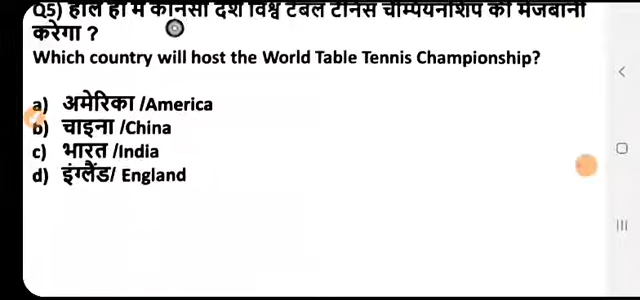 Q5) हाल ही में कौनसा देश विश्व टेबल टेनिस चैम्पियनशिप की मेजबानी
करेगा ?
Which country will host the World Table Tennis Championship?
a) अमेरिका /America
b) चाइना /China
c) भारत /India
d) इंग्लैंड/ England